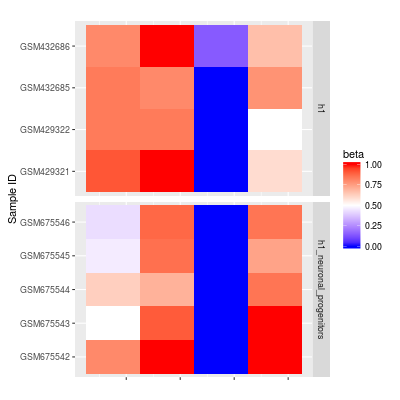 GSM432686
GSM432685
GSM429322
GSM429321
h1
GSM675546
GSM675545
GSM675544
GSM675543
GSM675542
h1_neuronal_progenitors
Sample ID
beta
1.00
0.75
0.50
0.25
0.00